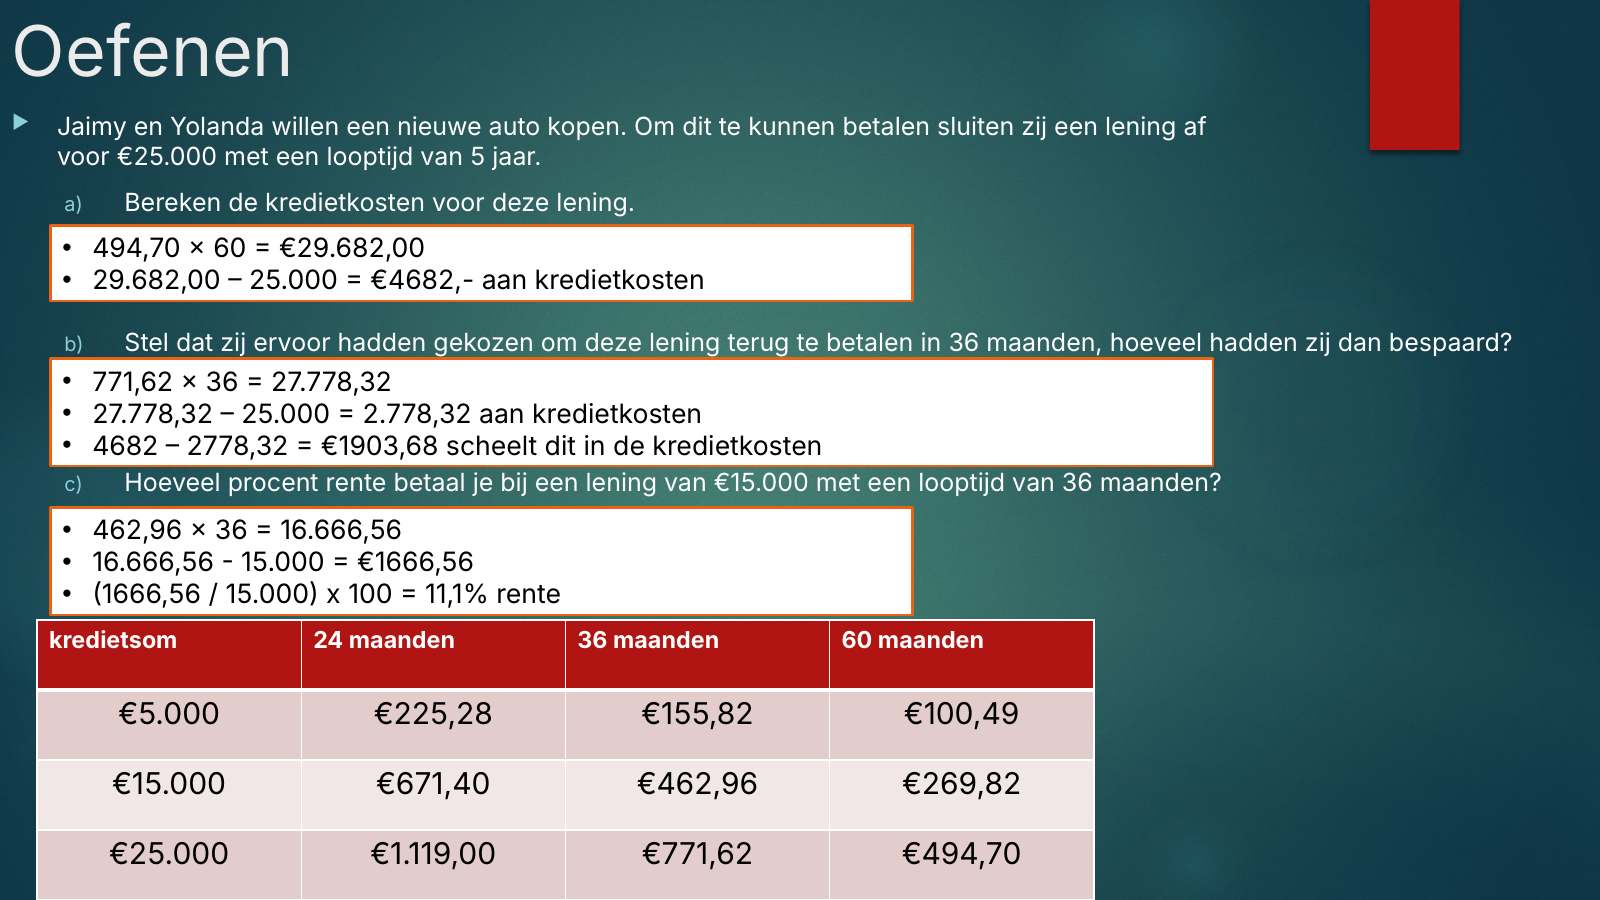 Oefenen
Jaimy en Yolanda willen een nieuwe auto kopen. Om dit te kunnen betalen sluiten zij een lening af
voor €25.000 met een looptijd van 5 jaar.
a) Bereken de kredietkosten voor deze lening.
• 494,70 × 60 = €29.682,00
• 29.682,00 – 25.000 = €4682,- aan kredietkosten
b) Stel dat zij ervoor hadden gekozen om deze lening terug te betalen in 36 maanden, hoeveel hadden zij dan bespaard?
• 771,62 × 36 = 27.778,32
• 27.778,32 – 25.000 = 2.778,32 aan kredietkosten
• 4682 – 2778,32 = €1903,68 scheelt dit in de kredietkosten
c) Hoeveel procent rente betaal je bij een lening van €15.000 met een looptijd van 36 maanden?
• 462,96 × 36 = 16.666,56
• 16.666,56 - 15.000 = €1666,56
• (1666,56 / 15.000) x 100 = 11,1% rente
kredietsom 24 maanden 36 maanden 60 maanden
€5.000 €225,28 €155,82 €100,49
€15.000 €671,40 €462,96 €269,82
€25.000 €1.119,00 €771,62 €494,70